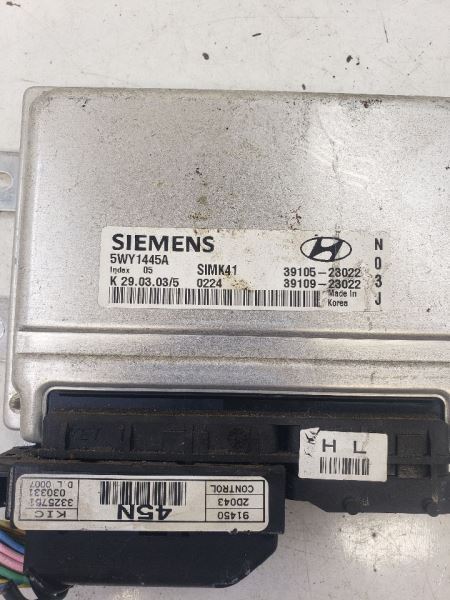 SIEMENS
5WY1445A
Index 05 SIMK41 39105-23022
K 29.03.03/5 0224 39109-23022
Made In
Korea
N
0
3
J
H L
45N
91450
2D043
CONTROL
KIC
3325751
030331
D L 0007